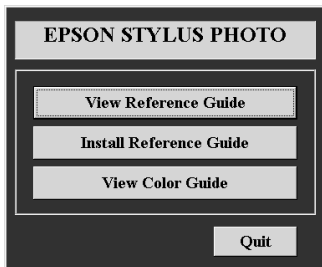 EPSON STYLUS PHOTO
View Reference Guide
Install Reference Guide
View Color Guide
Quit